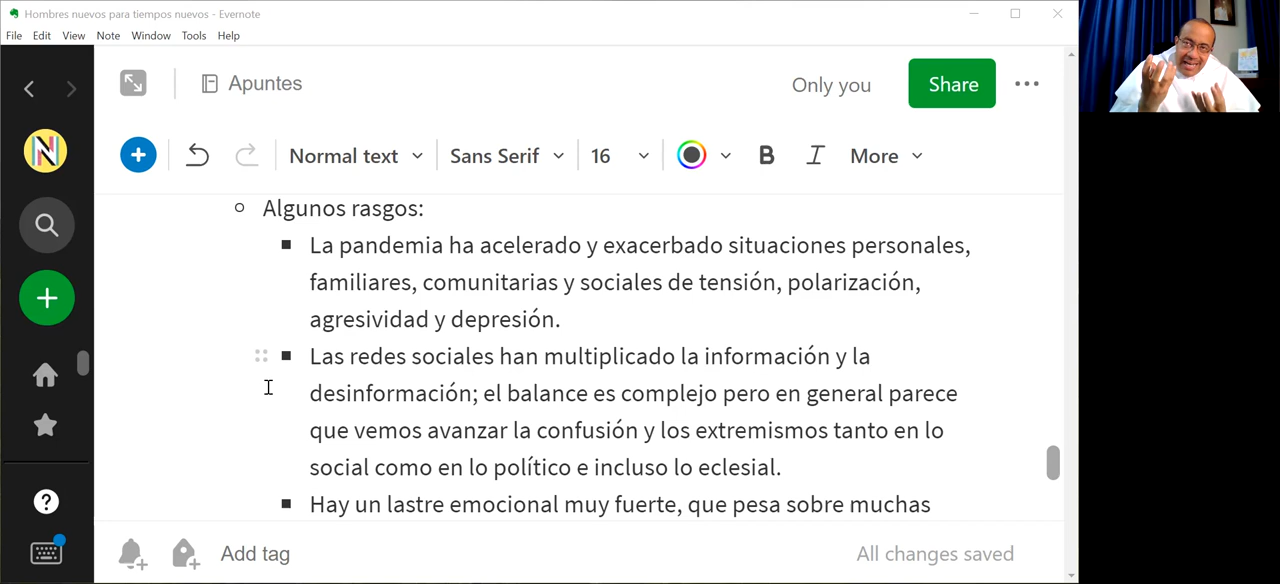 Hombres nuevos para tiempos nuevos - Evernote
File Edit View Note Window Tools Help
Apuntes
Only you
Share
Normal text
Sans Serif
16
B
I
More
Algunos rasgos:
La pandemia ha acelerado y exacerbado situaciones personales,
familiares, comunitarias y sociales de tensión, polarización,
agresividad y depresión.
Las redes sociales han multiplicado la información y la
desinformación; el balance es complejo pero en general parece
que vemos avanzar la confusión y los extremismos tanto en lo
social como en lo político e incluso lo eclesial.
Hay un lastre emocional muy fuerte, que pesa sobre muchas
Add tag
All changes saved